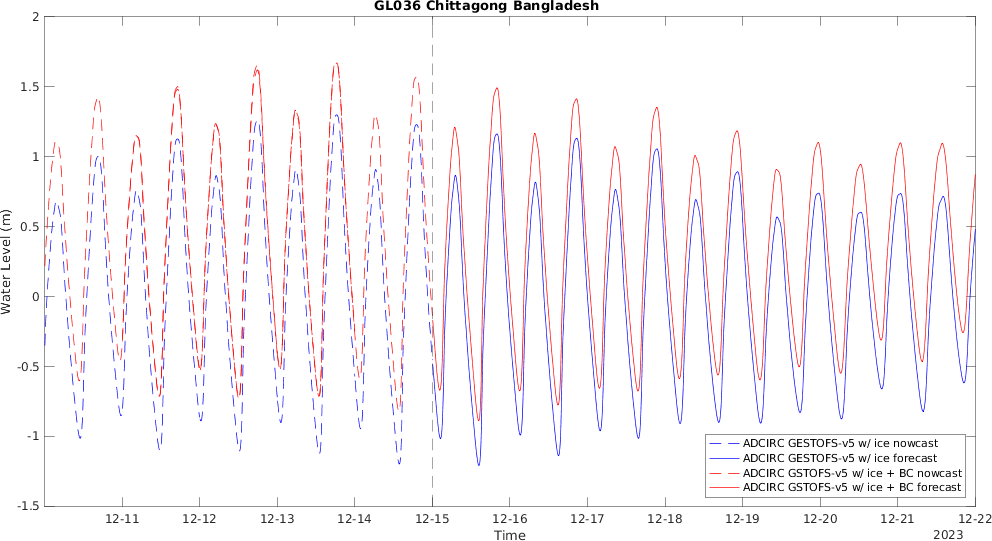 GL036 Chittagong Bangladesh
2
1.5
1
0.5
0
-0.5
-1
-1.5
Water Level (m)
12-11 12-12 12-13 12-14 12-15 12-16 12-17 12-18 12-19 12-20 12-21 12-22
Time
2023
ADCIRC GESTOFS-v5 w/ ice nowcast
ADCIRC GESTOFS-v5 w/ ice forecast
ADCIRC GSTOFS-v5 w/ ice + BC nowcast
ADCIRC GSTOFS-v5 w/ ice + BC forecast